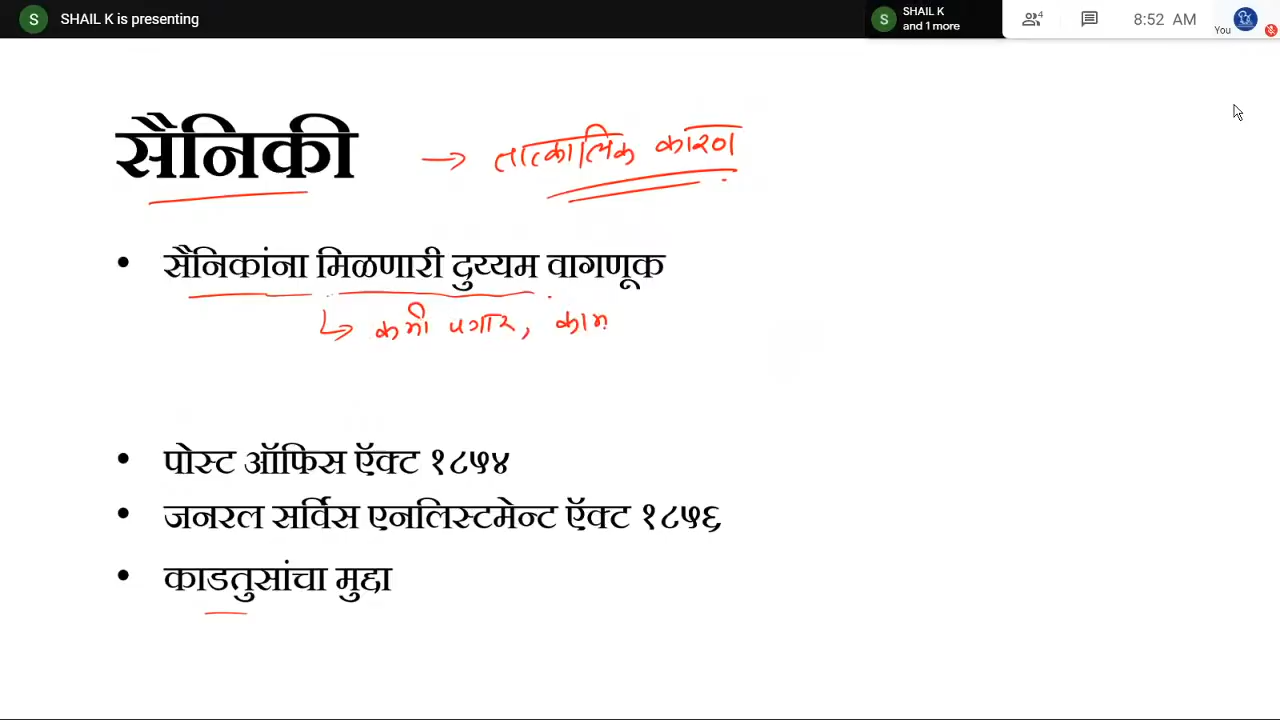 S SHAIL K is presenting
S SHAIL K and 1 more
4
8:52 AM
You
सैनिकी → तात्कालिक कारण
• सैनिकांना मिळणारी दुय्यम वागणूक
↳ कमी पगार, काम
• पोस्ट ऑफिस ऍक्ट १८५४
• जनरल सर्विस एनलिस्टमेन्ट ऍक्ट १८५६
• काडतुसांचा मुद्दा